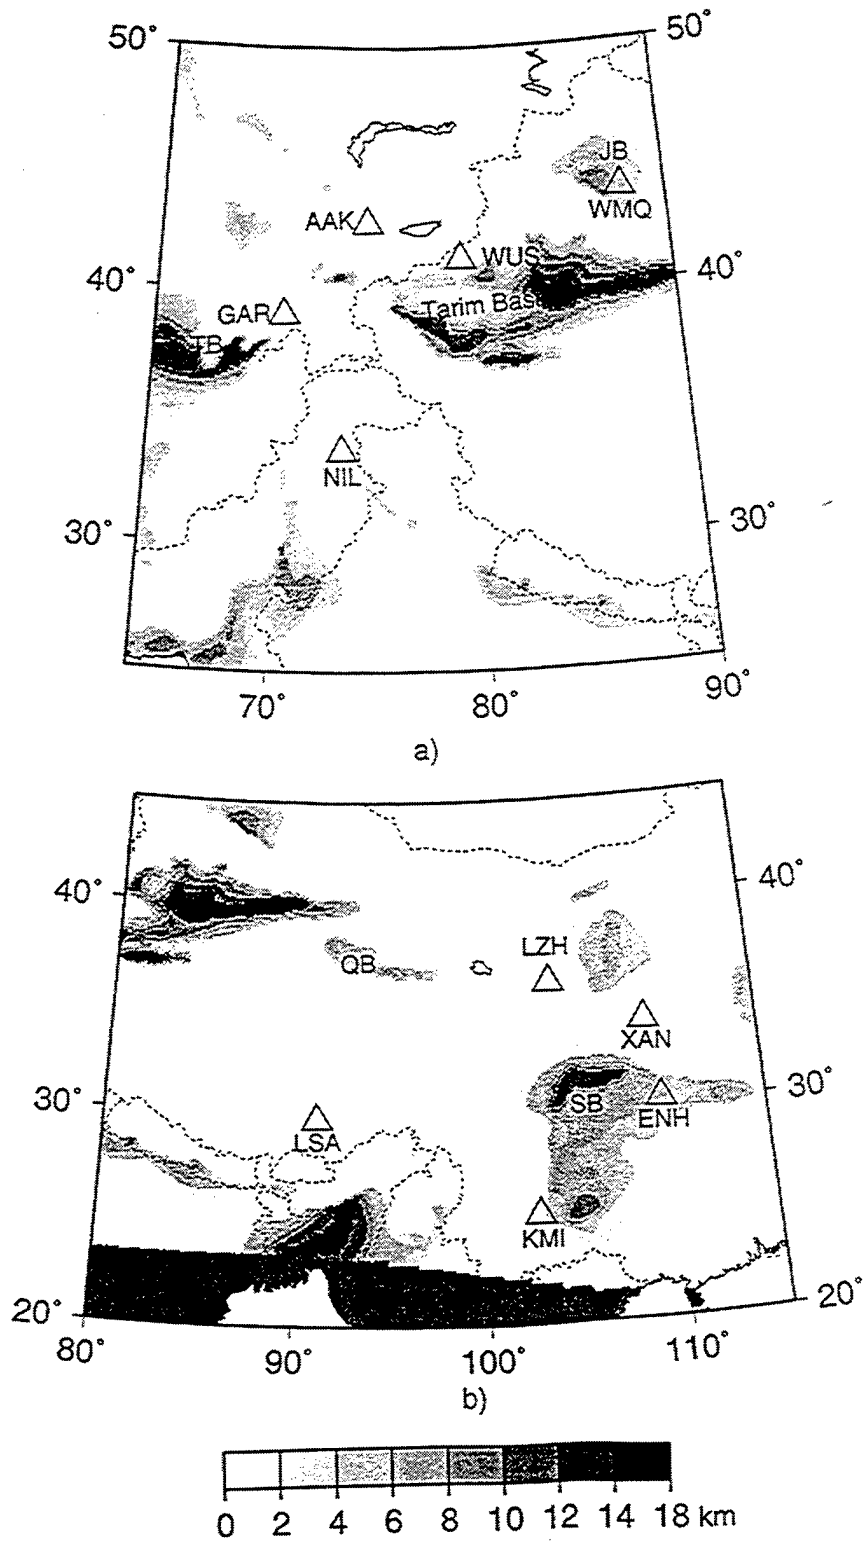 50° 50°
JB
WMQ
AAK
WUS
40° 40°
Tarim Bas
GAR
TB
NIL
30° 30°
70° 80° 90°
a)
40° 40°
LZH
QB
XAN
30° SB 30°
ENH
LSA
KMI
20° 20°
80° 90° 100° 110°
b)
0 2 4 6 8 10 12 14 18 km